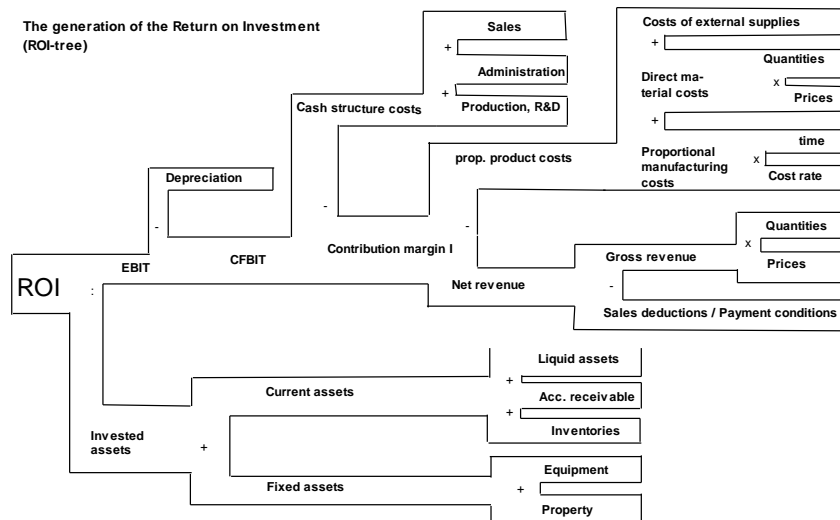 The generation of the Return on Investment
(ROI-tree)
Sales
+
Administration
+
Production, R&D
Cash structure costs
Costs of external supplies
+
Quantities
Direct ma-
terial costs
x
Prices
+
time
Proportional
manufacturing
costs
x
Cost rate
prop. product costs
-
Depreciation
-
CFBIT
EBIT
Contribution margin I
-
Quantities
x
Prices
Gross revenue
-
Sales deductions / Payment conditions
Net revenue
ROI
:
Liquid assets
+
Acc. receivable
+
Inventories
Current assets
Invested
assets
+
Fixed assets
Equipment
+
Property